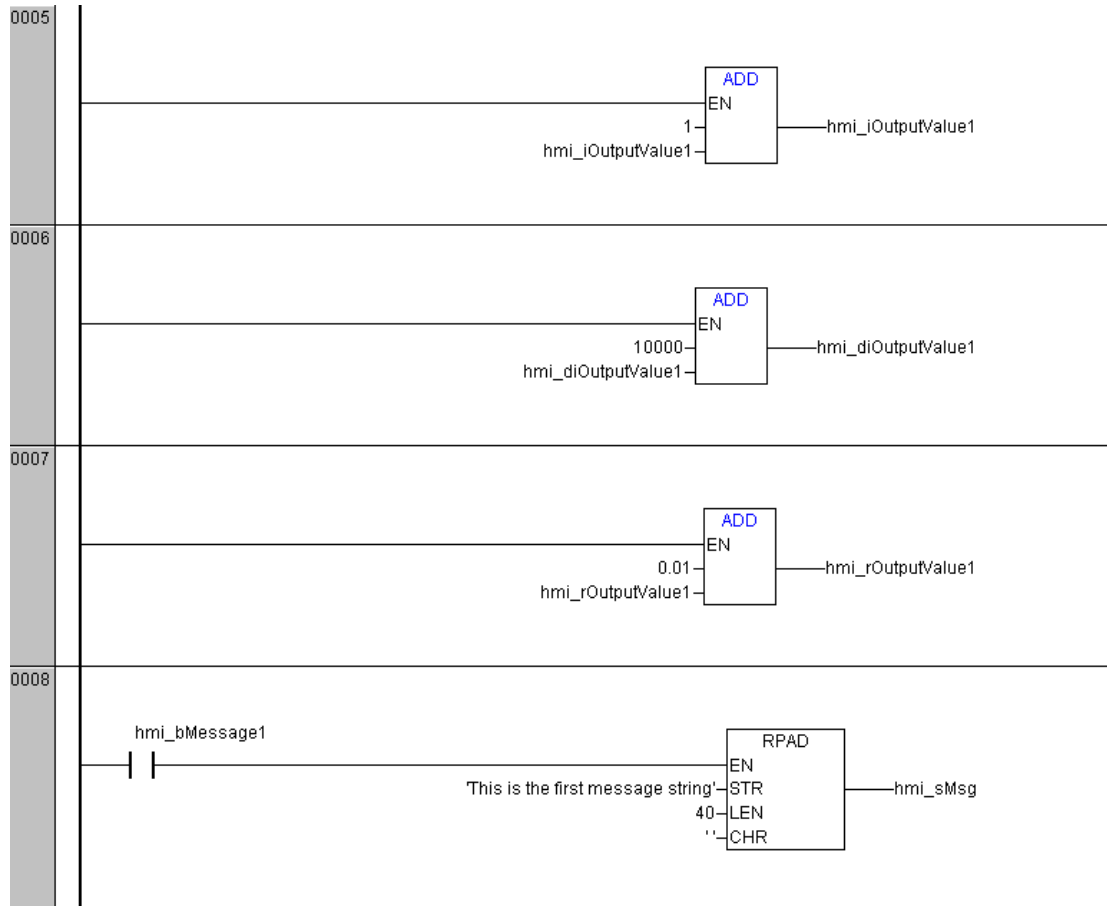 0005
ADD
EN
1
hmi_iOutputValue1
hmi_iOutputValue1
0006
ADD
EN
10000
hmi_diOutputValue1
hmi_diOutputValue1
0007
ADD
EN
0.01
hmi_rOutputValue1
hmi_rOutputValue1
0008
hmi_bMessage1
RPAD
EN
'This is the first message string' STR
hmi_sMsg
40 LEN
' ' CHR